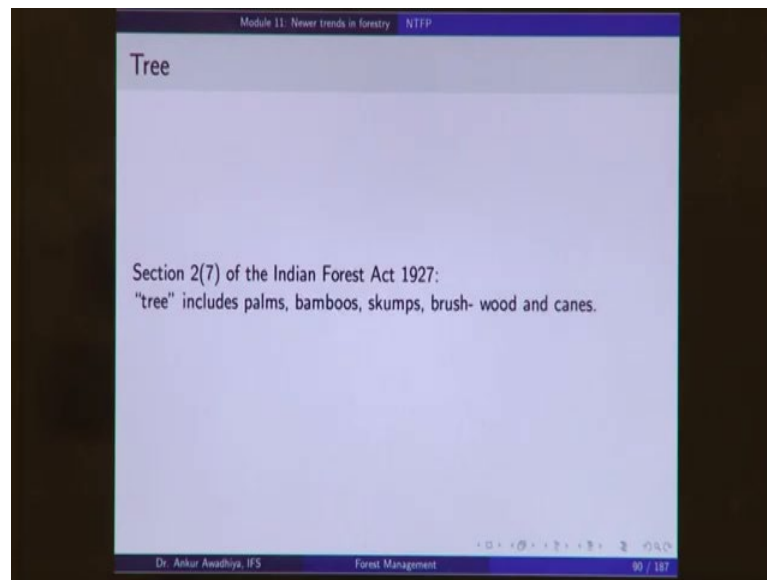 Module 11: Newer trends in forestry NTFP
Tree
Section 2(7) of the Indian Forest Act 1927:
"tree" includes palms, bamboos, skumps, brush- wood and canes.
Dr. Ankur Awadhiya, IFS Forest Management 90 / 187